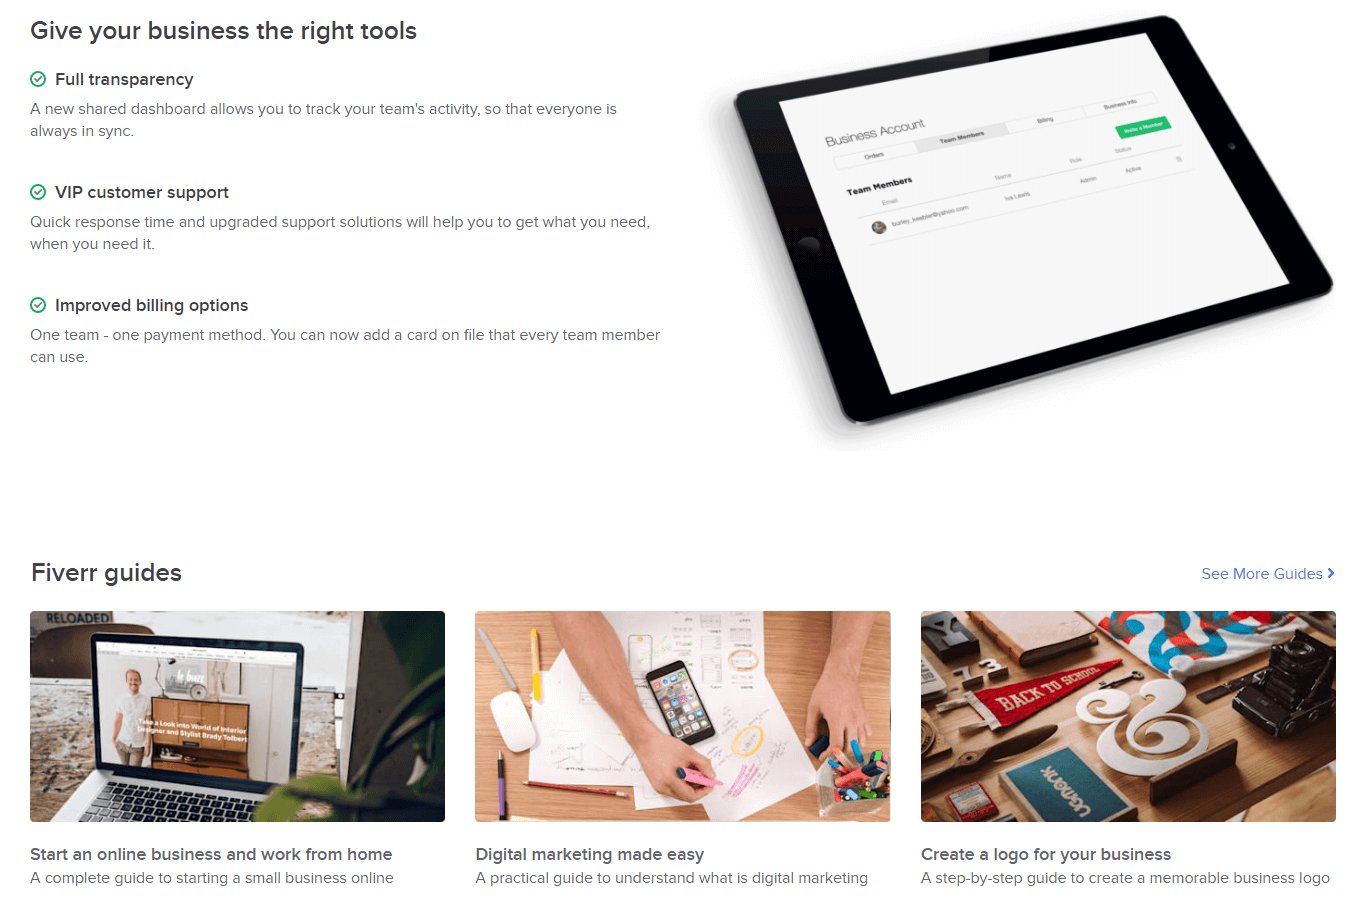 Give your business the right tools
Full transparency
A new shared dashboard allows you to track your team's activity, so that everyone is
always in sync.
VIP customer support
Quick response time and upgraded support solutions will help you to get what you need,
when you need it.
Improved billing options
One team - one payment method. You can now add a card on file that every team member
can use.
Business Account
Orders
Team Members
Billing
Business Info
Invite a Member
Team Members
Email
Name
Role
Status
burley_keebler@yahoo.com
Iva Lewis
Admin
Active
Fiverr guides
See More Guides
RELOADED
Take a Look into World of Interior
Designer and Stylist Brady Tolbert
BACK TO SCHOOL
73
&
Start an online business and work from home
A complete guide to starting a small business online
Digital marketing made easy
A practical guide to understand what is digital marketing
Create a logo for your business
A step-by-step guide to create a memorable business logo